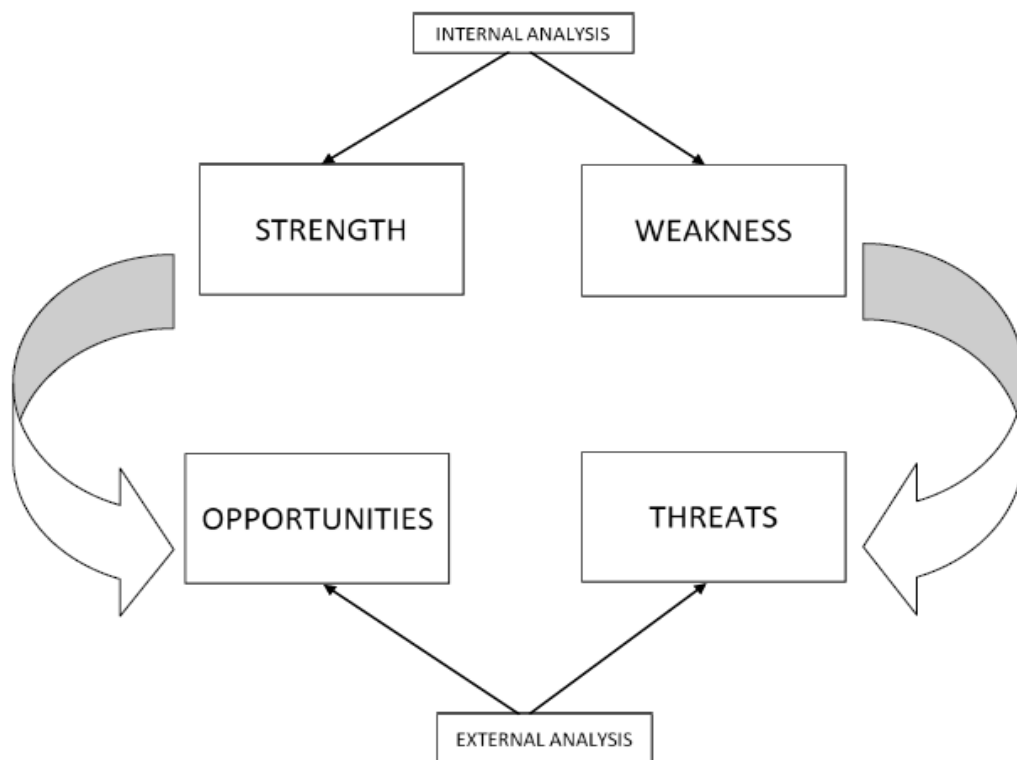 INTERNAL ANALYSIS
STRENGTH
WEAKNESS
OPPORTUNITIES
THREATS
EXTERNAL ANALYSIS